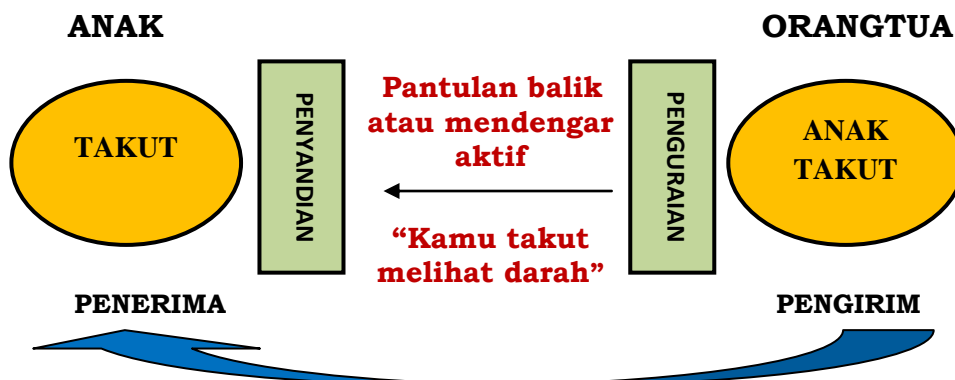 ANAK
ORANGTUA
TAKUT
PENYANDIAN
Pantulan balik
atau mendengar
aktif
“Kamu takut
melihat darah”
PENGURAIAN
ANAK
TAKUT
PENERIMA
PENGIRIM